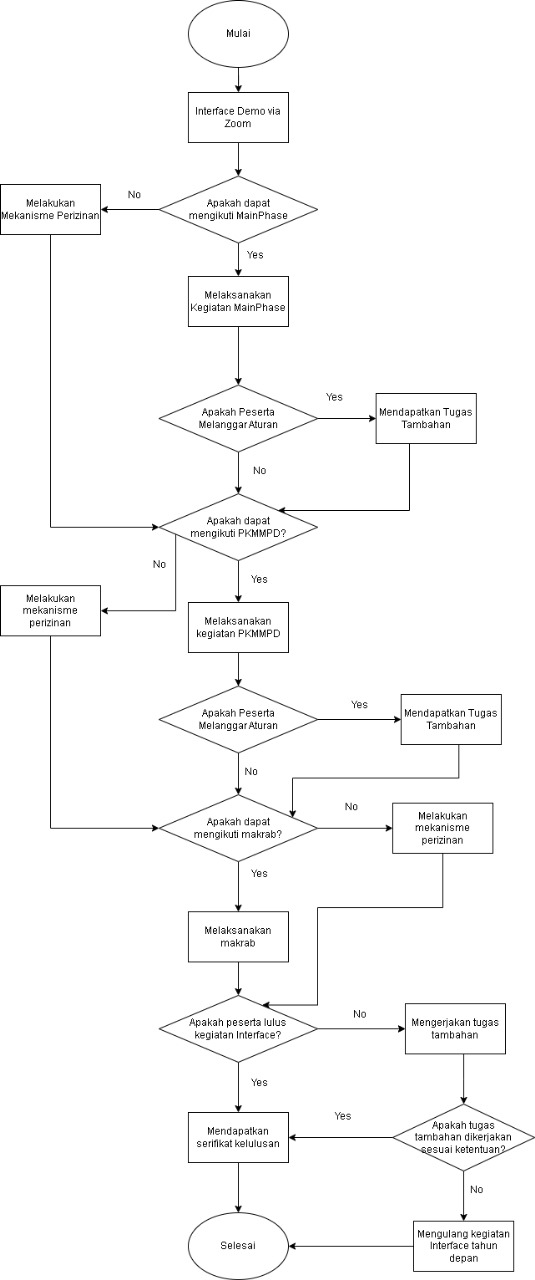 Mulai
Interface Demo via
Zoom
No
Melakukan
Mekanisme Perizinan
Apakah dapat
mengikuti MainPhase
Yes
Melaksanakan
Kegiatan MainPhase
Apakah Peserta
Melanggar Aturan
Yes
Mendapatkan Tugas
Tambahan
No
Apakah dapat
mengikuti PKMMPD?
No
Yes
Melakukan
mekanisme
perizinan
Melaksanakan
kegiatan PKMMPD
Apakah Peserta
Melanggar Aturan
Yes
Mendapatkan Tugas
Tambahan
No
Apakah dapat
mengikuti makrab?
No
Melakukan
mekanisme
perizinan
Yes
Melaksanakan
makrab
Apakah peserta lulus
kegiatan Interface?
No
Mengerjakan tugas
tambahan
Yes
Mendapatkan
serifikat kelulusan
Yes
Apakah tugas
tambahan dikerjakan
sesuai ketentuan?
No
Selesai
Mengulang kegiatan
Interface tahun
depan